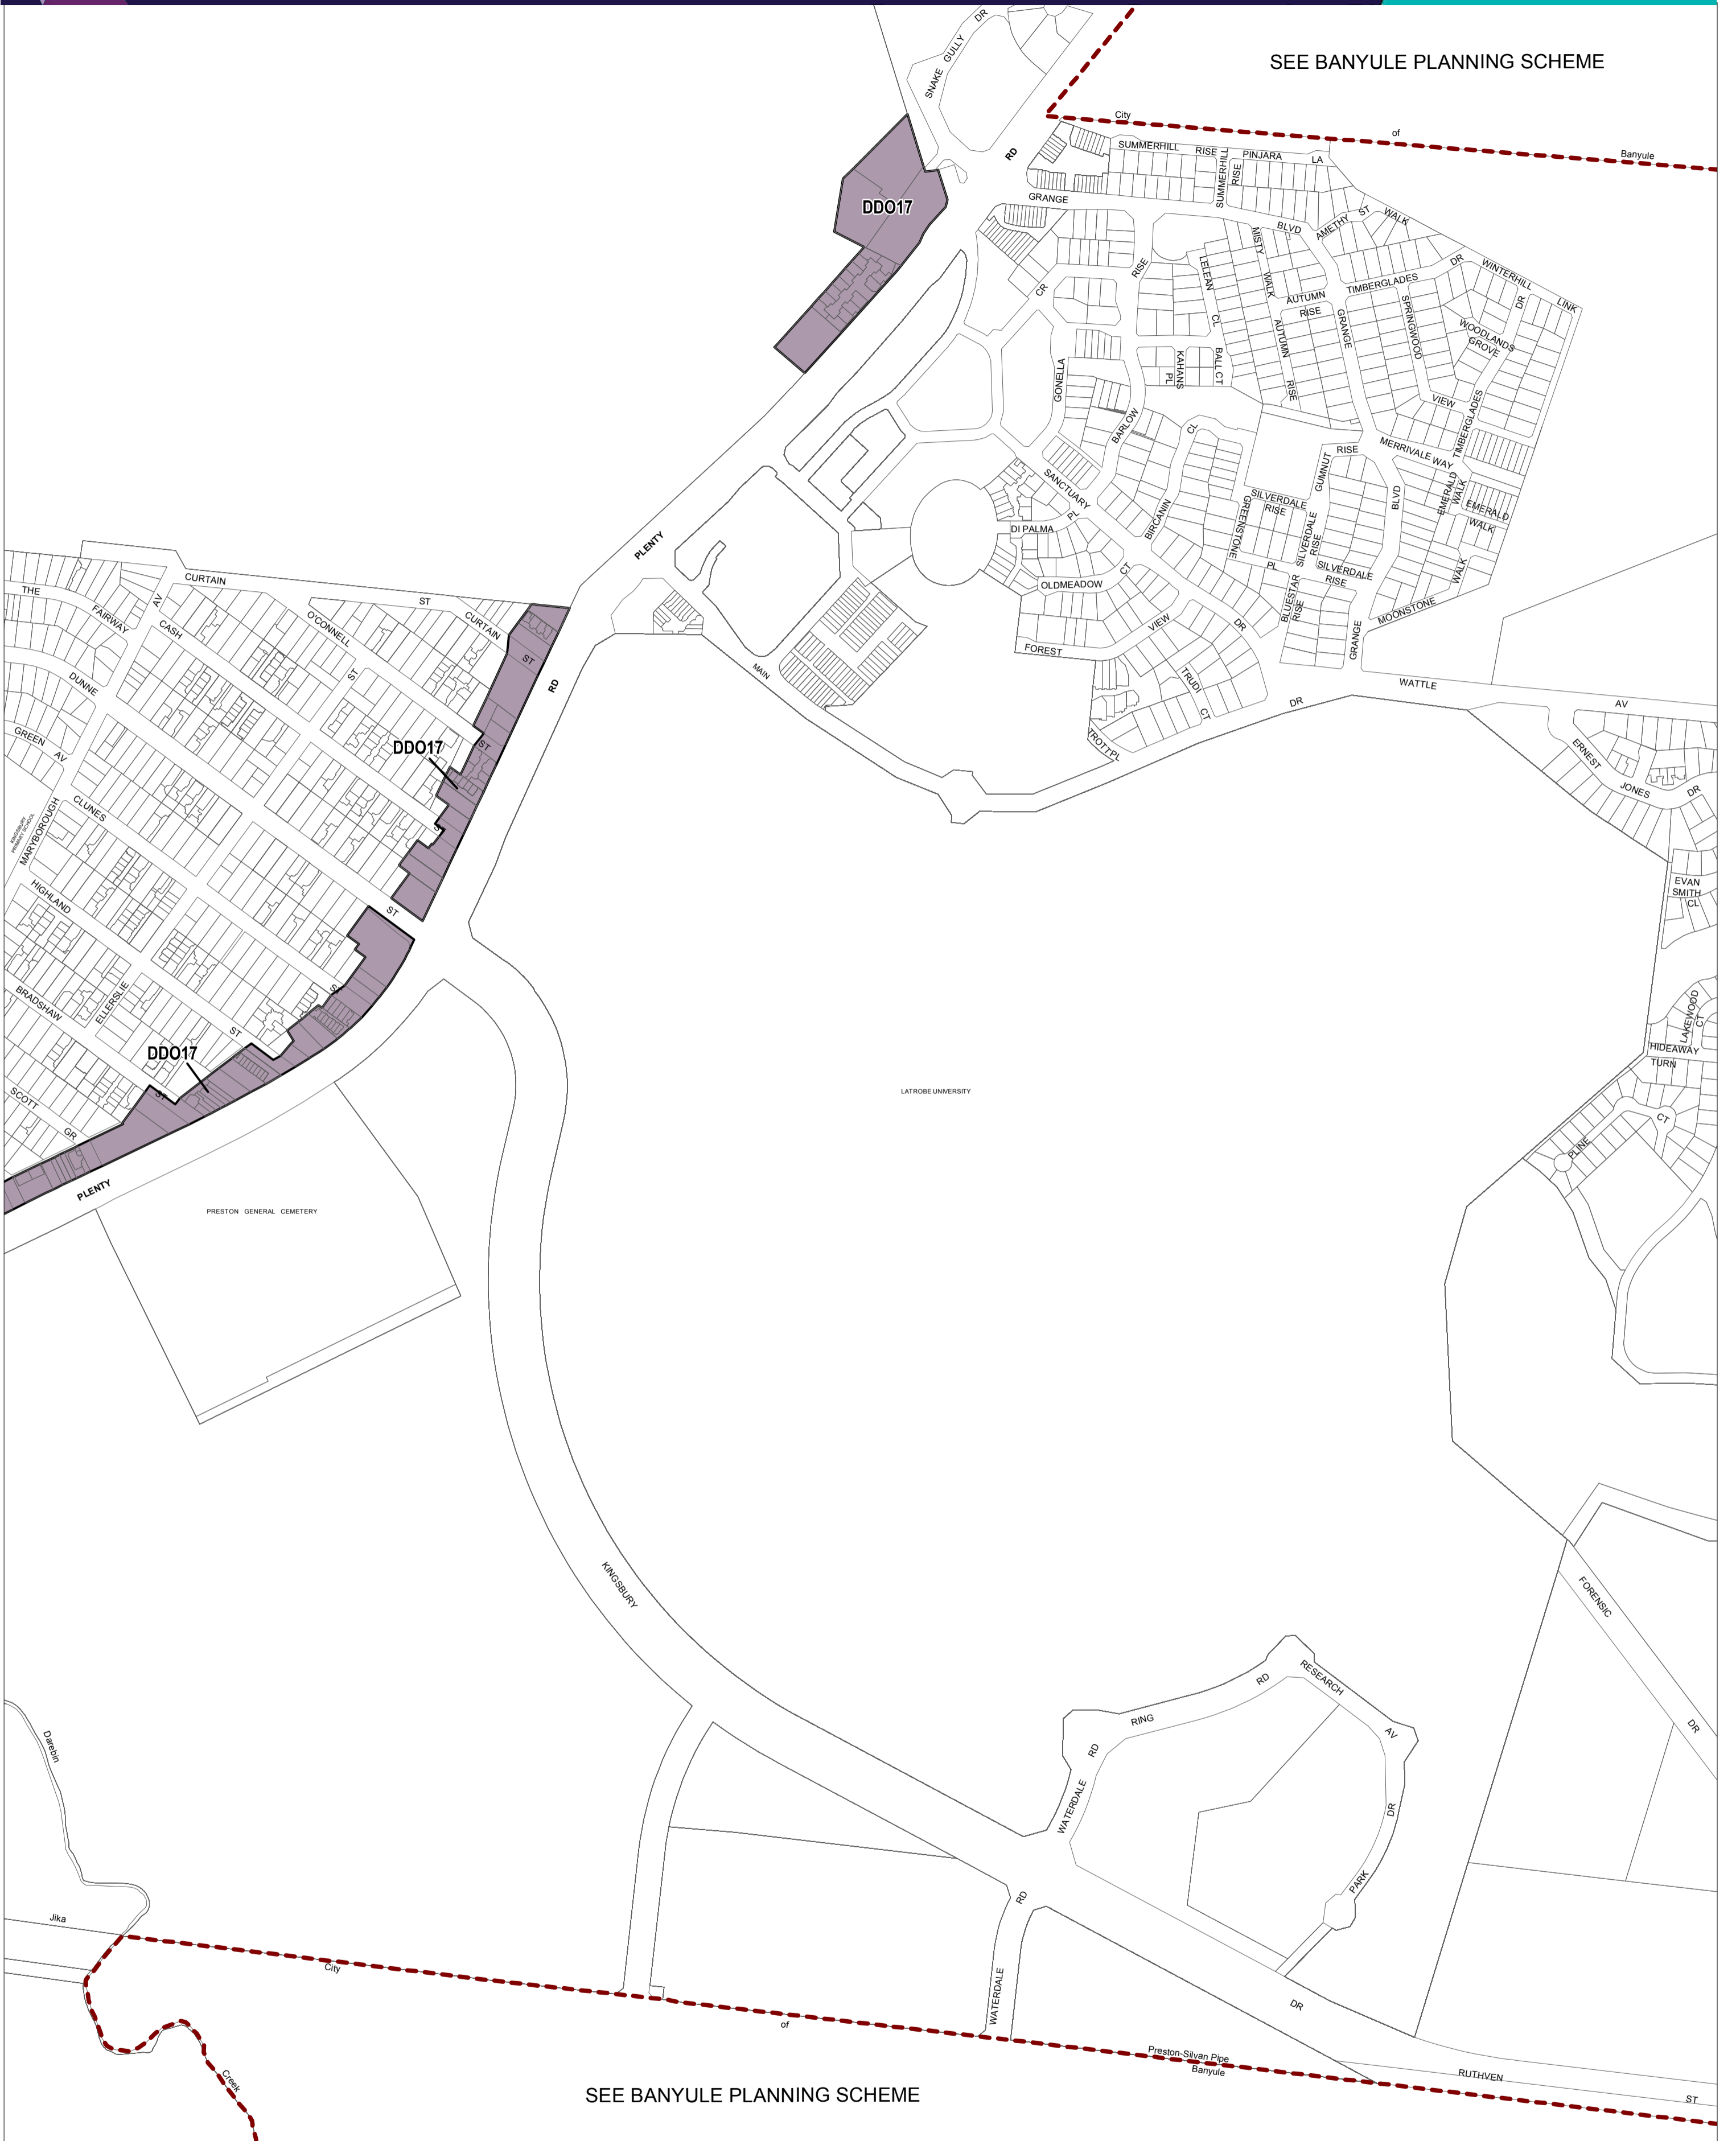 SNAKE GULLY DR
SEE BANYULE PLANNING SCHEME
City
of
Banyule
RD
SUMMERHILL RISE
PINJARA LA
SUMMERHILL
RISE
DDO17
GRANGE
BLVD
AMETHY ST WALK
MISTY WALK
LELEAN CL
RISE
CR
DR
WINTERHILL LINK
TIMBERGLADES
DR
AUTUMN
RISE
AUTUMN RISE
GRANGE
SPRINGWOOD
WOODLANDS
GROVE
VIEW
KAHANS
PL
BALL CT
GONELLA
BARLOW
CL
TIMBERGLADES
MERRIVALE WAY
RISE
GUMNUT
SANCTUARY
BIRCANIN
SILVERDALE
RISE
GREENSTONE
PL
SILVERDALE
RISE
BLVD
EMERALD
WALK
EMERALD
WALK
WALK
PL
DI PALMA
OLDMEADOW CT
SILVERDALE
RISE
BLUESTAR
RISE
MOONSTONE
GRANGE
VIEW
DR
FOREST
TRUDI
CT
TROTT PL
DR
WATTLE
AV
PLENTY
RD
MAIN
CURTAIN
ST
CURTAIN
ST
THE
FAIRWAY
AV
CASH
O'CONNELL
ST
DUNNE
ST
GREEN
AV
DDO17
CLUNES
KINGSBURY
PRIMARY SCHOOL
MARYBOROUGH
HIGHLAND
ST
BRADSHAW
ELLERSLIE
ST
ST
DDO17
ST
SCOTT
GR
PLENTY
ERNEST
JONES
DR
EVAN
SMITH
CL
LAKEWOOD
CT
HIDEAWAY
TURN
CT
PLINE
LATROBE UNIVERSITY
PRESTON GENERAL CEMETERY
KINGSBURY
FORENSIC
DR
RD
RESEARCH
RING
AV
RD
WATERDALE
DR
PARK
Darebin
Jika
City
RD
WATERDALE
DR
of
Preston-Silvan Pipe
Banyule
RUTHVEN
ST
Creek
SEE BANYULE PLANNING SCHEME